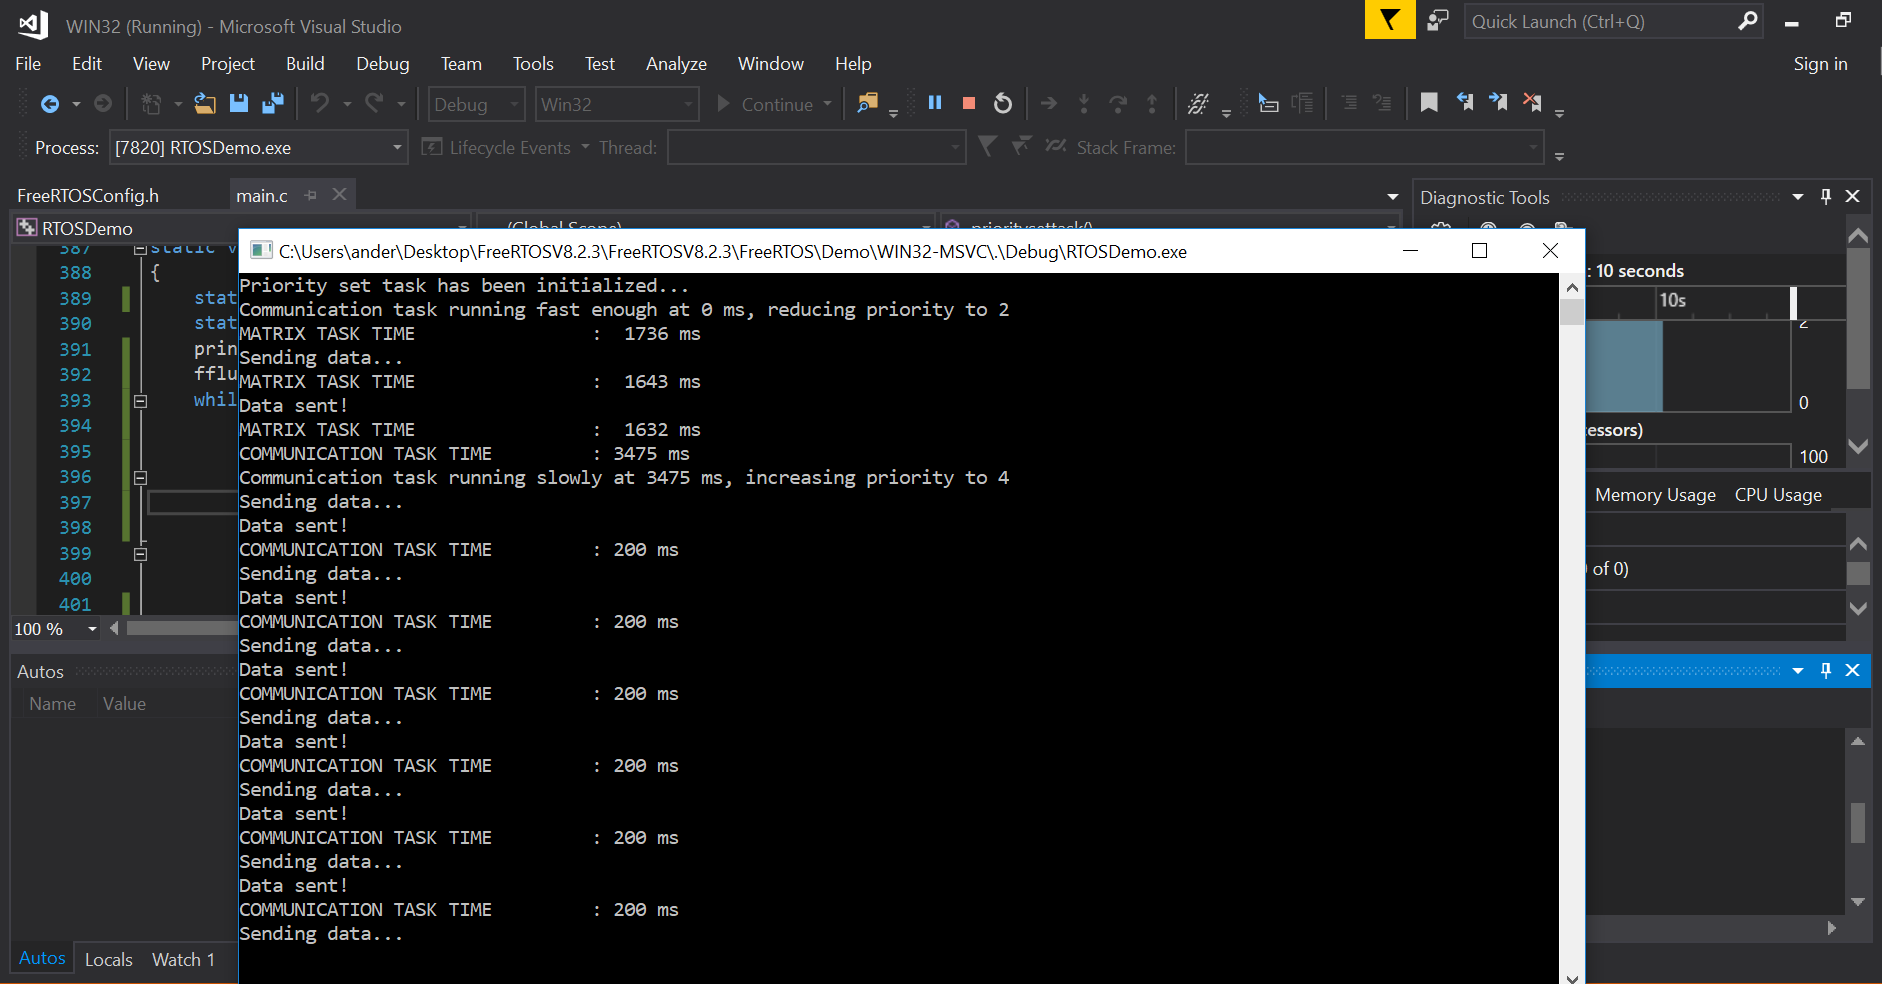 WIN32 (Running) - Microsoft Visual Studio
Quick Launch (Ctrl+Q)
File Edit View Project Build Debug Team Tools Test Analyze Window Help
Sign in
Debug Win32 Continue
Process: [7820] RTOSDemo.exe Lifecycle Events Thread: Stack Frame:
FreeRTOSConfig.h main.c
Diagnostic Tools
RTOSDemo (Global Scope) prioritysettask()
387 static v
388 {
389 stat
390 stat
391 prin
392 fflu
393 whil
394
395
396
397
398
399
400
401
100 %
C:\Users\ander\Desktop\FreeRTOSV8.2.3\FreeRTOSV8.2.3\FreeRTOS\Demo\WIN32-MSVC\.\Debug\RTOSDemo.exe
Priority set task has been initialized...
Communication task running fast enough at 0 ms, reducing priority to 2
MATRIX TASK TIME : 1736 ms
Sending data...
MATRIX TASK TIME : 1643 ms
Data sent!
MATRIX TASK TIME : 1632 ms
COMMUNICATION TASK TIME : 3475 ms
Communication task running slowly at 3475 ms, increasing priority to 4
Sending data...
Data sent!
COMMUNICATION TASK TIME : 200 ms
Sending data...
Data sent!
COMMUNICATION TASK TIME : 200 ms
Sending data...
Data sent!
COMMUNICATION TASK TIME : 200 ms
Sending data...
Data sent!
COMMUNICATION TASK TIME : 200 ms
Sending data...
Data sent!
COMMUNICATION TASK TIME : 200 ms
Sending data...
Data sent!
COMMUNICATION TASK TIME : 200 ms
Sending data...
: 10 seconds
10s
2
0
essors)
100
Memory Usage CPU Usage
of 0)
Autos
Name Value
Autos Locals Watch 1